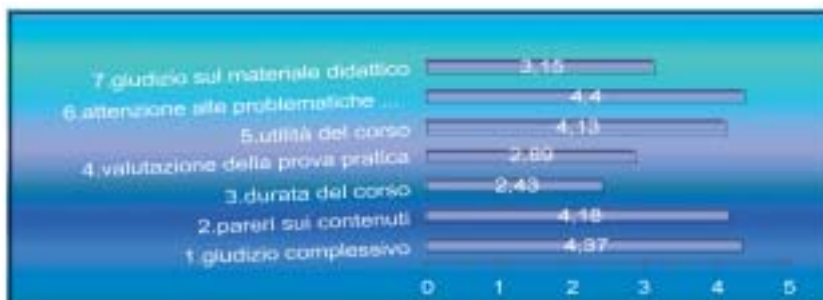 7.giudizio sul materiale didattico 3,15
6.attenzione alle problematiche ... 4,4
5.utilità del corso 4,13
4.valutazione della prova pratica 2,89
3.durata del corso 2,43
2.pareri sui contenuti 4,18
1.giudizio complessivo 4,37
0 1 2 3 4 5